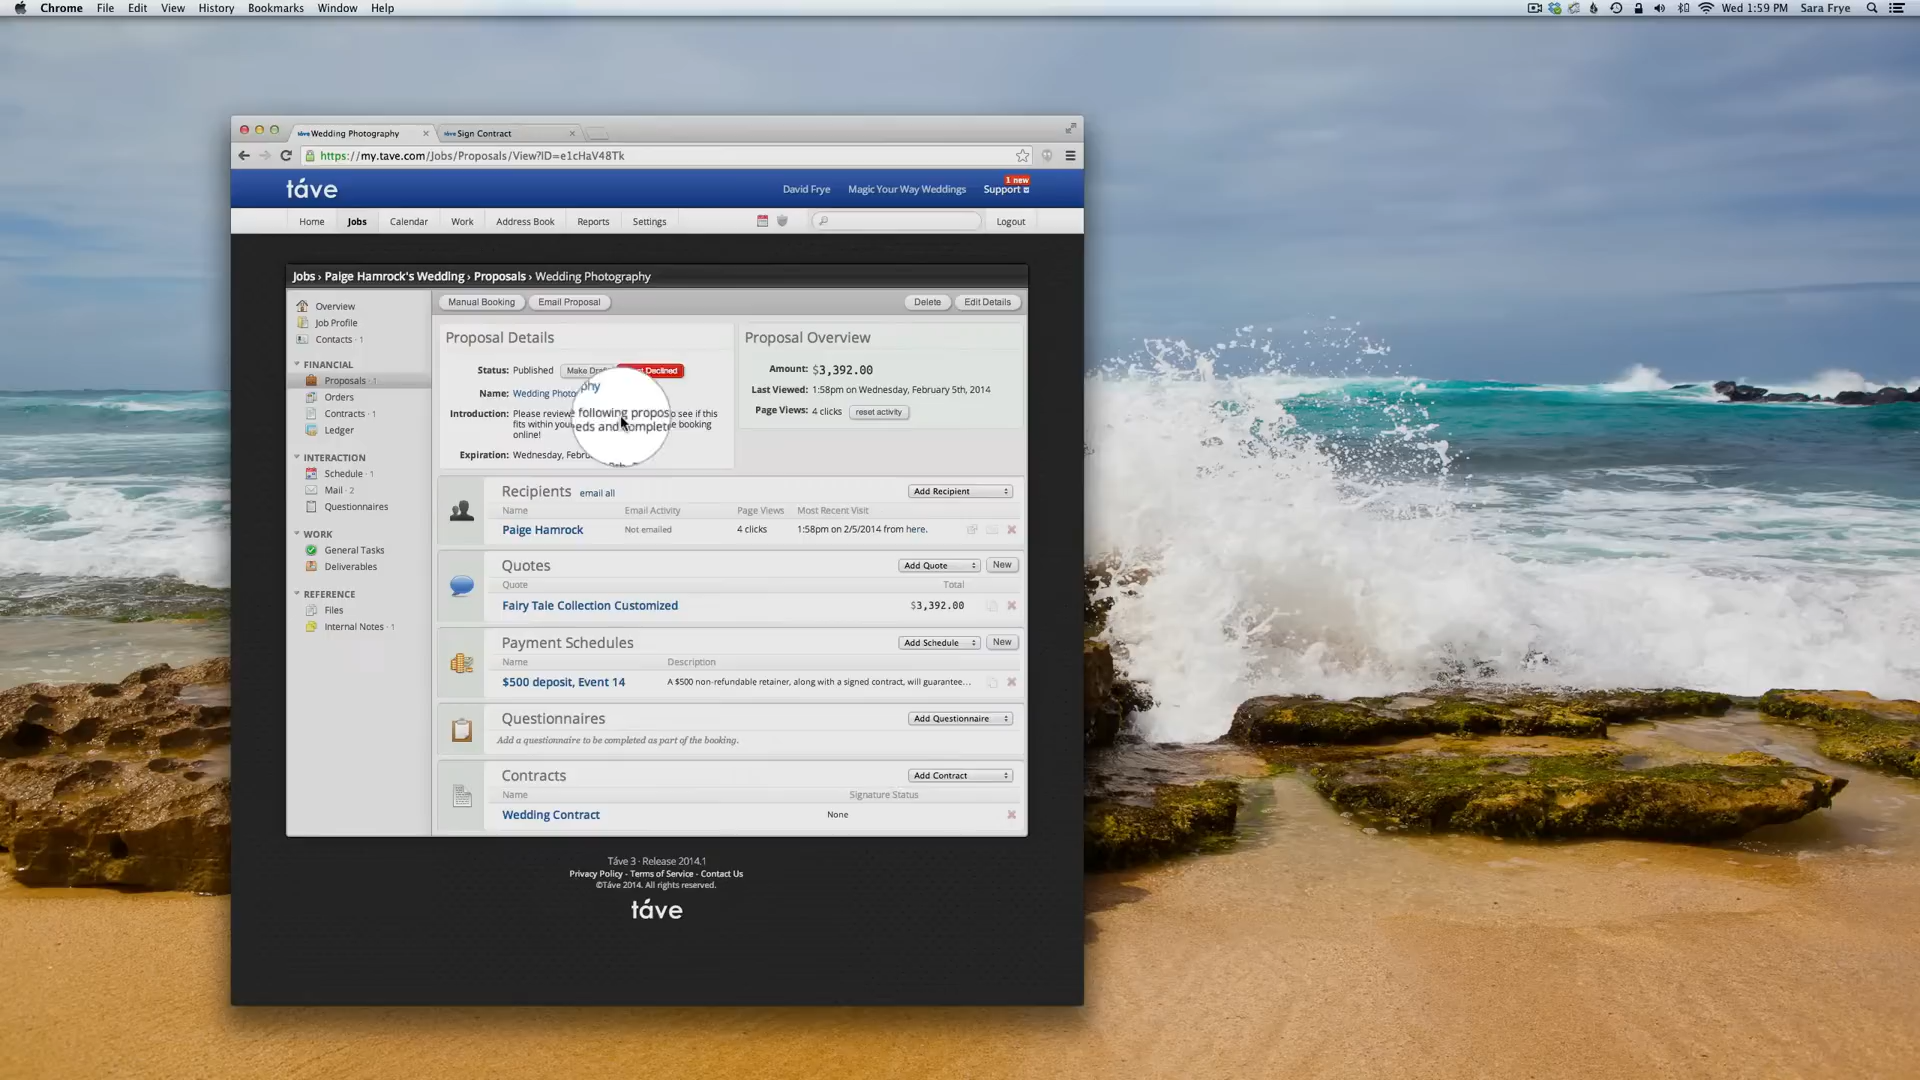 Chrome File Edit View History Bookmarks Window Help Wed 1:59 PM Sara Frye
táve Wedding Photography táve Sign Contract
https://my.tave.com/Jobs/Proposals/View?ID=e1cHaV48Tk
táve David Frye Magic Your Way Weddings 1 new Support
Home Jobs Calendar Work Address Book Reports Settings Logout
Jobs › Paige Hamrock's Wedding › Proposals › Wedding Photography
Overview
Job Profile
Contacts · 1
FINANCIAL
Proposals · 1
Orders
Contracts · 1
Ledger
INTERACTION
Schedule · 1
Mail · 2
Questionnaires
WORK
General Tasks
Deliverables
REFERENCE
Files
Internal Notes · 1
Manual Booking Email Proposal Delete Edit Details
Proposal Details
Status: Published Make Declined
Name: Wedding Photo phy
Introduction: Please review following propos o see if this
fits within your eds and complete e booking
online!
Expiration: Wednesday,
Proposal Overview
Amount: $3,392.00
Last Viewed: 1:58pm on Wednesday, February 5th, 2014
Page Views: 4 clicks reset activity
Recipients email all Add Recipient
Name Email Activity Page Views Most Recent Visit
Paige Hamrock Not emailed 4 clicks 1:58pm on 2/5/2014 from here.
Quotes Add Quote New
Quote Total
Fairy Tale Collection Customized $3,392.00
Payment Schedules Add Schedule New
Name Description
$500 deposit, Event 14 A $500 non-refundable retainer, along with a signed contract, will guarantee...
Questionnaires Add Questionnaire
Add a questionnaire to be completed as part of the booking.
Contracts Add Contract
Name Signature Status
Wedding Contract None
Táve 3 · Release 2014.1
Privacy Policy - Terms of Service - Contact Us
©Táve 2014. All rights reserved.
táve